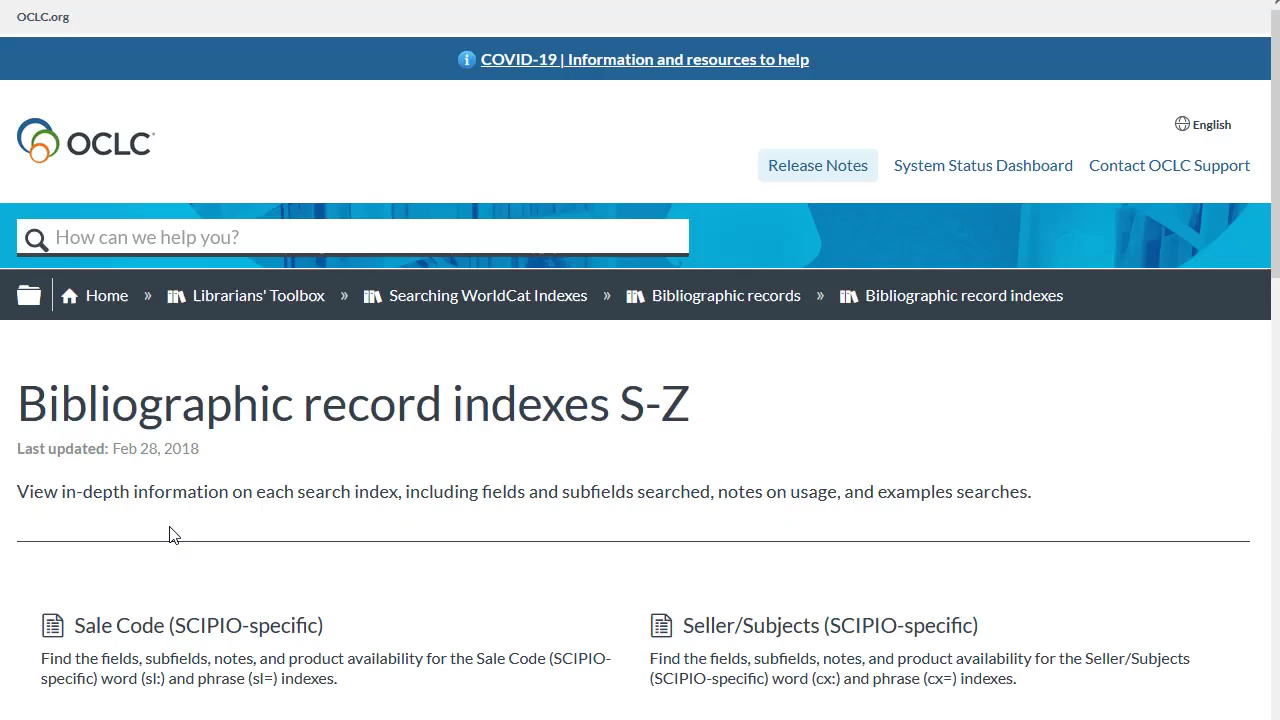 OCLC.org
COVID-19 | Information and resources to help
OCLC
English
Release Notes System Status Dashboard Contact OCLC Support
How can we help you?
Home » Librarians' Toolbox » Searching WorldCat Indexes » Bibliographic records » Bibliographic record indexes
Bibliographic record indexes S-Z
Last updated: Feb 28, 2018
View in-depth information on each search index, including fields and subfields searched, notes on usage, and examples searches.
Sale Code (SCIPIO-specific)
Find the fields, subfields, notes, and product availability for the Sale Code (SCIPIO-
specific) word (sl:) and phrase (sl=) indexes.
Seller/Subjects (SCIPIO-specific)
Find the fields, subfields, notes, and product availability for the Seller/Subjects
(SCIPIO-specific) word (cx:) and phrase (cx=) indexes.